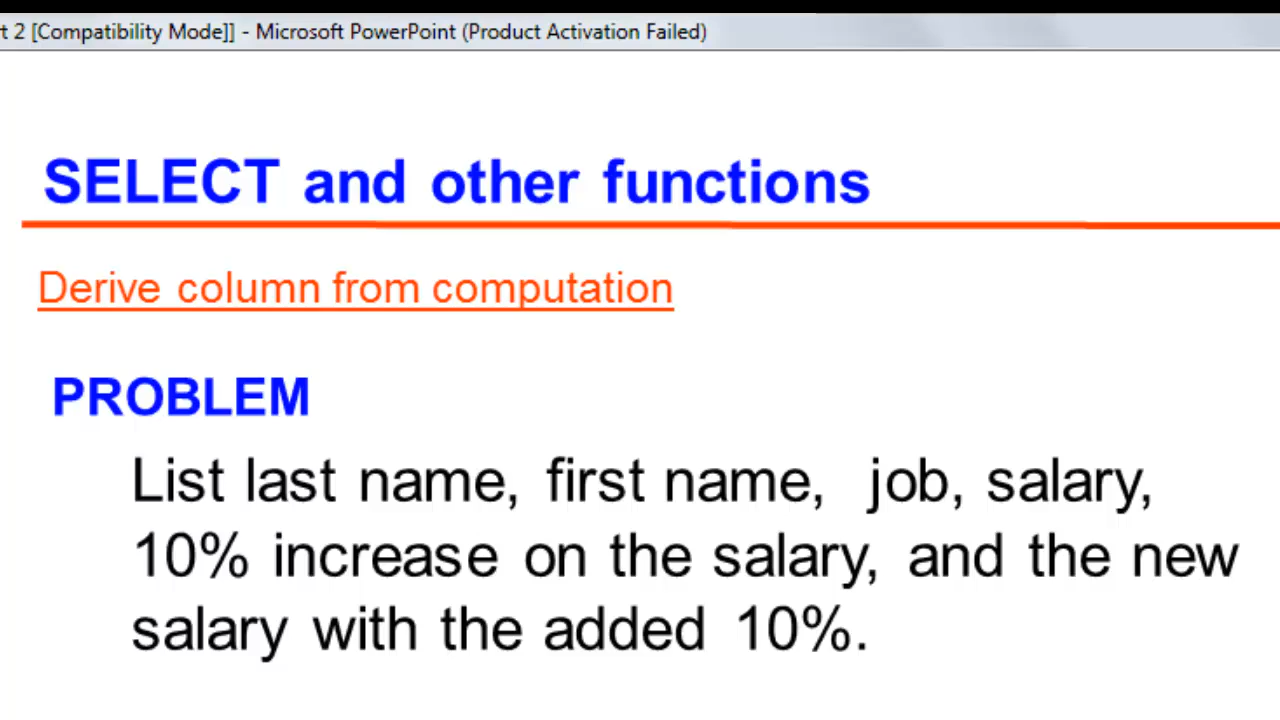 t 2 [Compatibility Mode]] - Microsoft PowerPoint (Product Activation Failed)
SELECT and other functions
Derive column from computation
PROBLEM
List last name, first name, job, salary,
10% increase on the salary, and the new
salary with the added 10%.